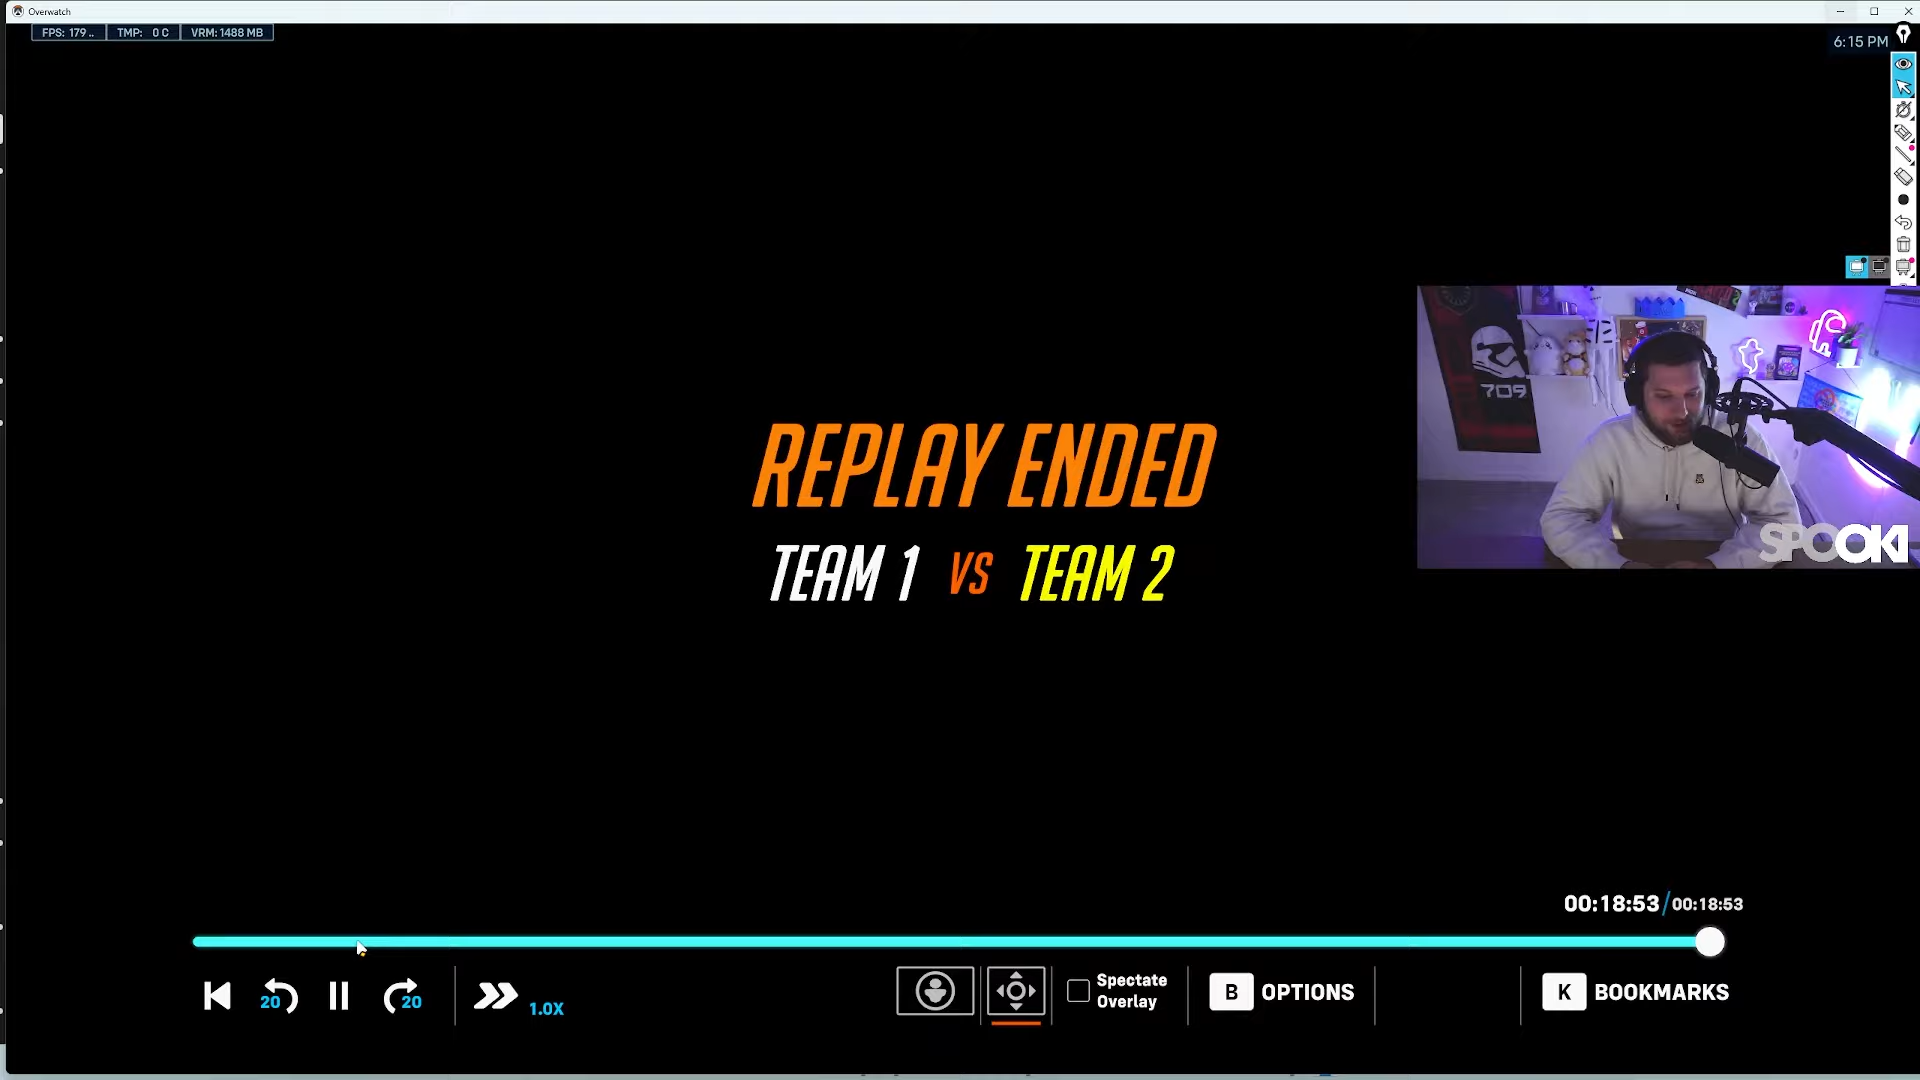 Overwatch
FPS: 179 .. TMP: 0 C VRM: 1488 MB
6:15 PM
709
SPOOKI
REPLAY ENDED
TEAM 1 VS TEAM 2
00:18:53/00:18:53
20 20 1.0X
Spectate
Overlay
B OPTIONS
K BOOKMARKS